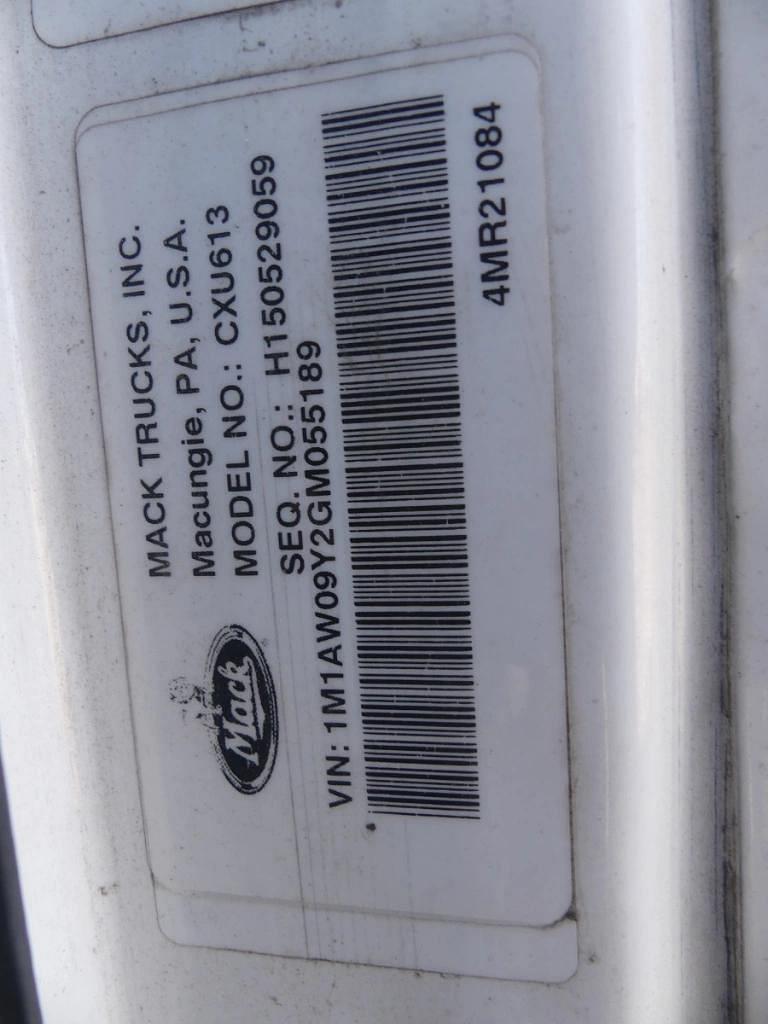 MACK TRUCKS, INC.
Macungie, PA, U.S.A.
MODEL NO.: CXU613
SEQ. NO.: H150529059
Mack
VIN: 1M1AW09Y2GM055189
4MR21084